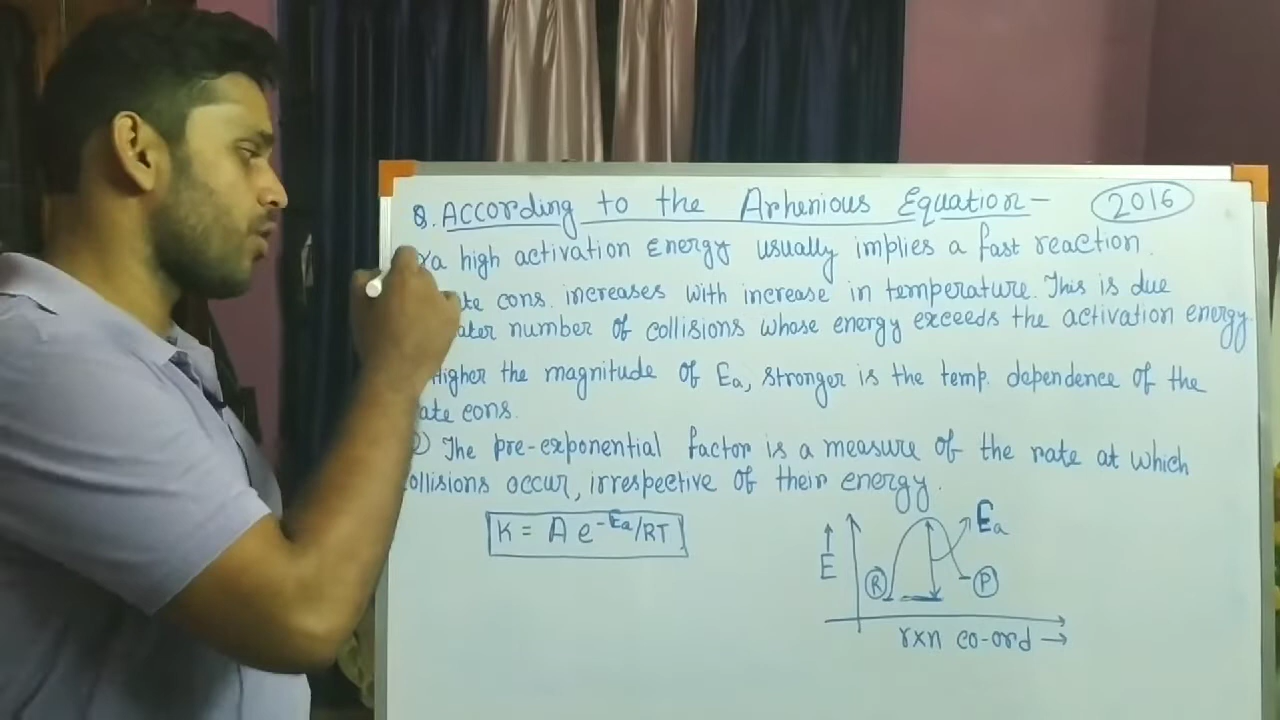 Q. According to the Arhenious Equation- 2016
a high activation energy usually implies a fast reaction.
cons. increases with increase in temperature. This is due
number of collisions whose energy exceeds the activation energy
Higher the magnitude of Ea, stronger is the temp. dependence of the
cons.
The pre-exponential factor is a measure of the rate at which
ollisions occur, irrespective of their energy.
K = A e-Ea/RT
Ea
E
R
P
rxn co-ord →